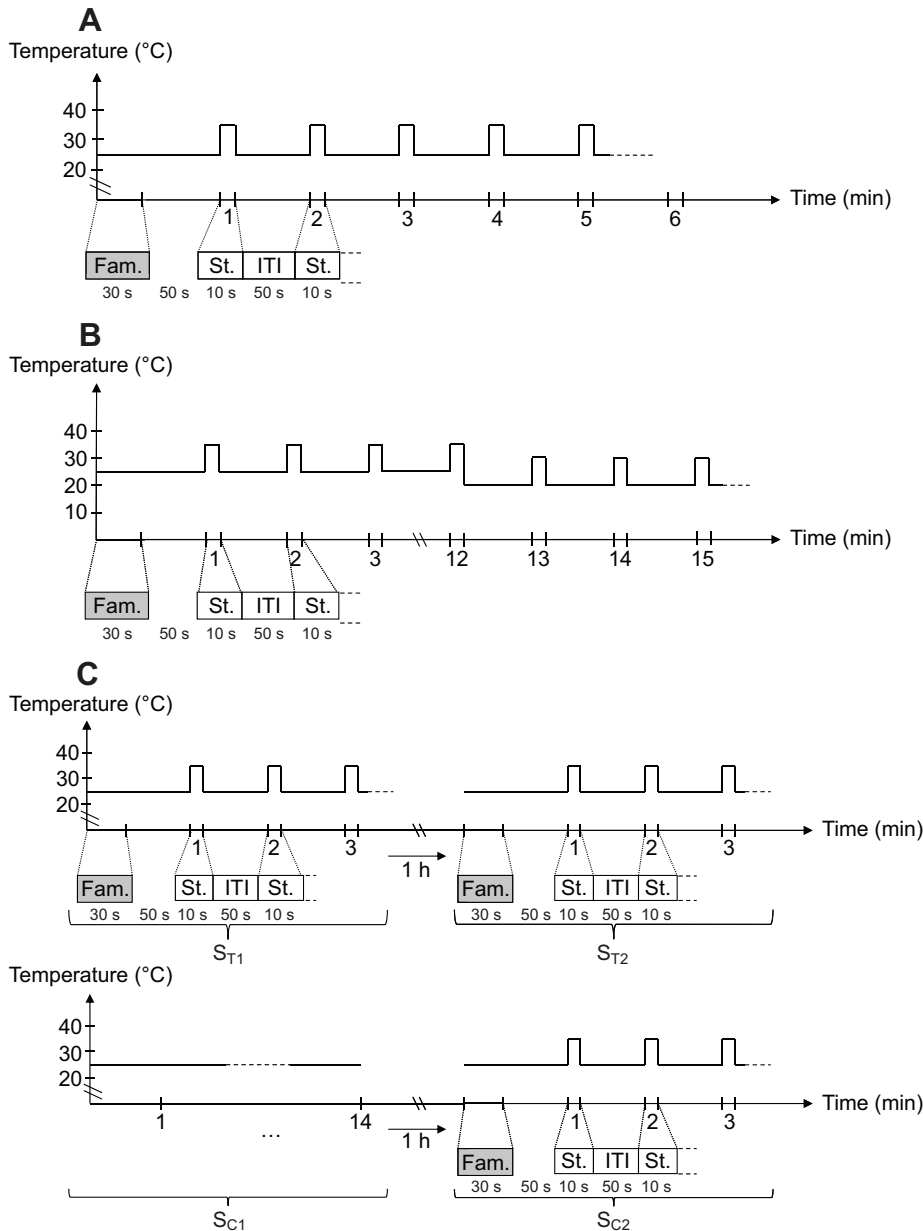 A
Temperature (°C)
40
30
20
Time (min)
1 2 3 4 5 6
Fam. St. ITI St.
30 s 50 s 10 s 50 s 10 s
B
Temperature (°C)
40
30
20
10
Time (min)
1 2 3 12 13 14 15
Fam. St. ITI St.
30 s 50 s 10 s 50 s 10 s
C
Temperature (°C)
40
30
20
Time (min)
1 2 3 1 2 3
1 h
Fam. St. ITI St. Fam. St. ITI St.
30 s 50 s 10 s 50 s 10 s 30 s 50 s 10 s 50 s 10 s
ST1 ST2
Temperature (°C)
40
30
20
Time (min)
1 ... 14 1 2 3
1 h
Fam. St. ITI St.
30 s 50 s 10 s 50 s 10 s
SC1 SC2